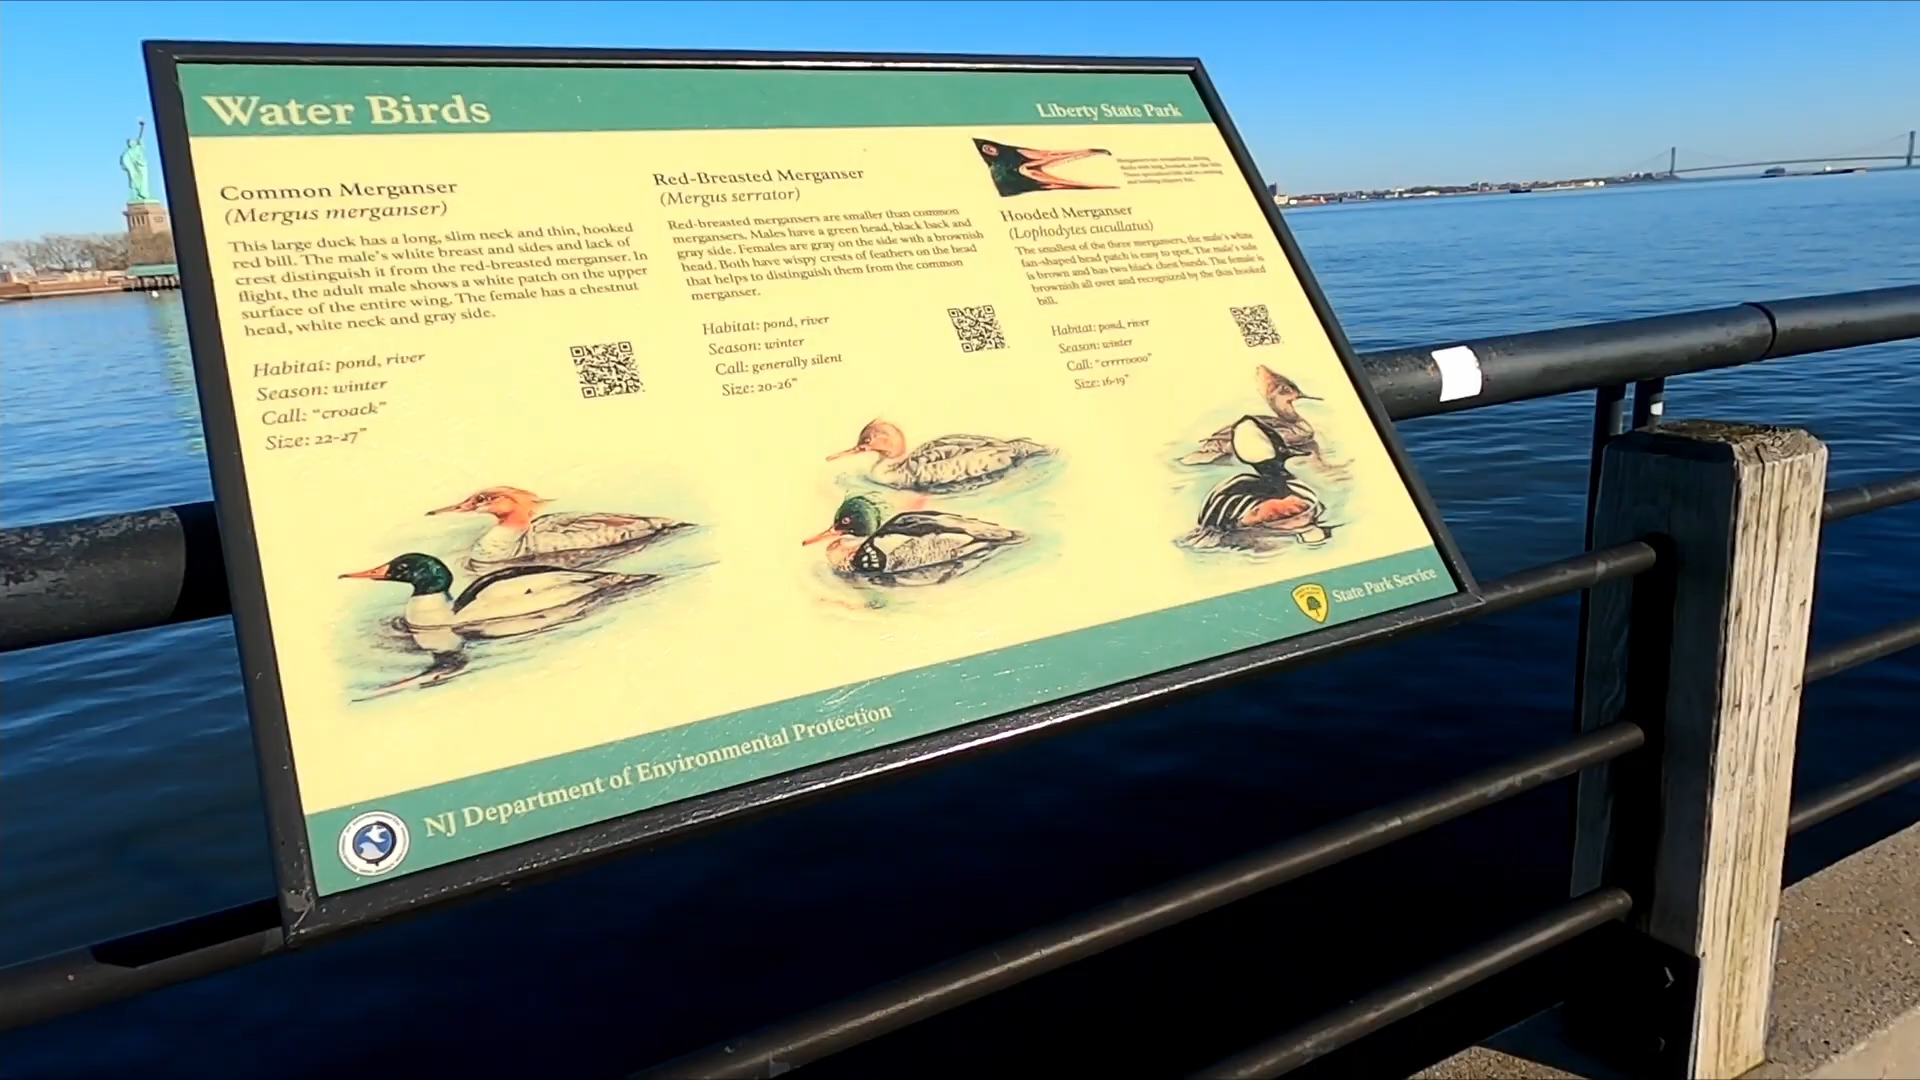 Water Birds
Liberty State Park
Common Merganser
(Mergus merganser)
This large duck has a long, slim neck and thin, hooked
red bill. The male's white breast and sides and lack of
crest distinguish it from the red-breasted merganser. In
flight, the adult male shows a white patch on the upper
surface of the entire wing. The female has a chestnut
head, white neck and gray side.
Habitat: pond, river
Season: winter
Call: “croack”
Size: 22-27”
Red-Breasted Merganser
(Mergus serrator)
Red-breasted mergansers are smaller than common
mergansers. Males have a green head, black back and
gray side. Females are gray on the side with a brownish
head. Both have wispy crests of feathers on the head
that helps to distinguish them from the common
merganser.
Habitat: pond, river
Season: winter
Call: generally silent
Size: 20-26”
Hooded Merganser
(Lophodytes cucullatus)
The smallest of the three mergansers, the male's white
fan-shaped head patch is easy to spot. The male's side
is brown and has two black chest bands. The female is
brownish all over and recognized by the thin hooked
bill.
Habitat: pond, river
Season: winter
Call: “crrrroooo”
Size: 16-19”
NJ Department of Environmental Protection
State Park Service